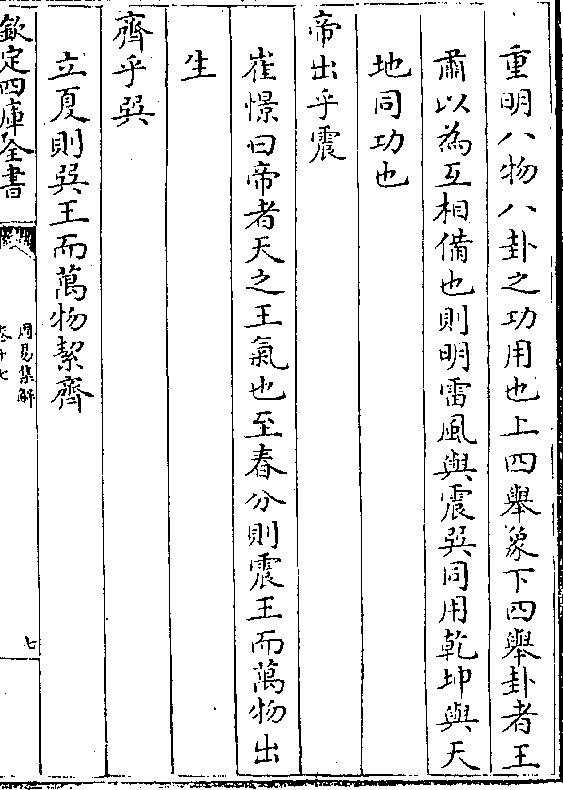 重明八物八卦之功用也上四舉象下四舉卦者王
肅以為互相備也則明雷風與震㢲同用乾坤與天
地同功也
帝出乎震
崔憬曰帝者天之王氣也至春分則震王而萬物出
生
齊乎㢲
立夏則㢲王而萬物絜齊
欽定四庫全書
周易集解
卷十七
七